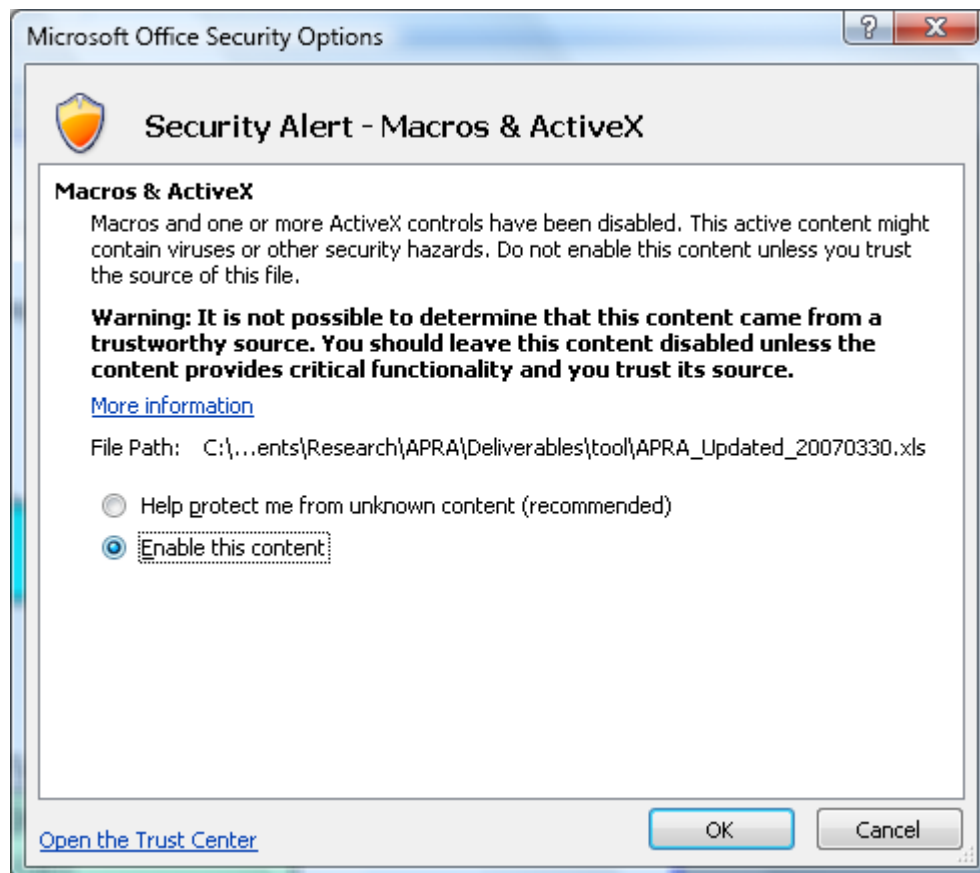 Microsoft Office Security Options
Security Alert - Macros & ActiveX
Macros & ActiveX
Macros and one or more ActiveX controls have been disabled. This active content might
contain viruses or other security hazards. Do not enable this content unless you trust
the source of this file.
Warning: It is not possible to determine that this content came from a
trustworthy source. You should leave this content disabled unless the
content provides critical functionality and you trust its source.
More information
File Path: C:\...ents\Research\APRA\Deliverables\tool\APRA_Updated_20070330.xls
Help protect me from unknown content (recommended)
Enable this content
Open the Trust Center
OK
Cancel